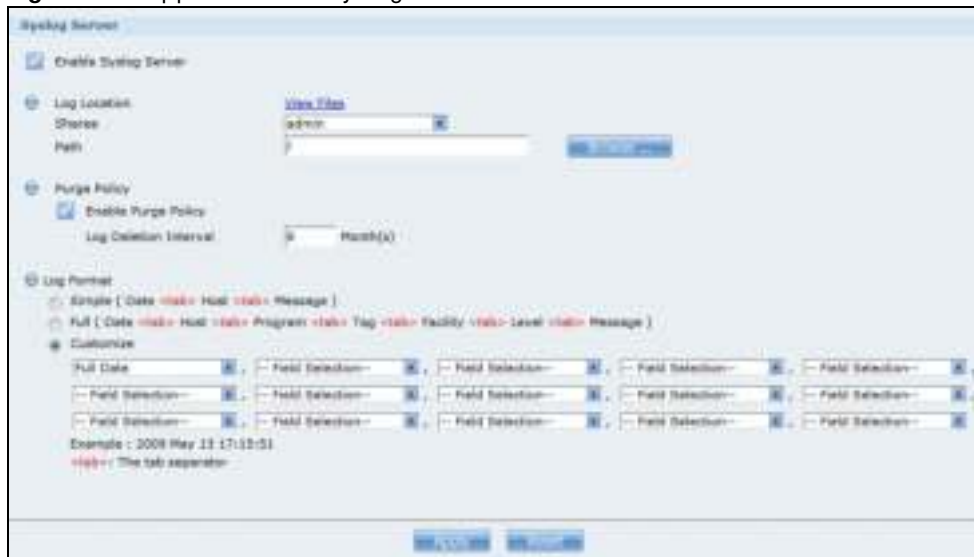 Syslog Server
Enable Syslog Server
Log Location View Files
Shares admin
Path /
Browse ...
Purge Policy
Enable Purge Policy
Log Deletion Interval Month(s)
Log Format
Simple ( Date <tab> Host <tab> Message )
Full ( Date <tab> Host <tab> Program <tab> Tag <tab> Facility <tab> Level <tab> Message )
Customize
Full Date , -- Field Selection-- , -- Field Selection-- , -- Field Selection-- , -- Field Selection--
-- Field Selection-- , -- Field Selection-- , -- Field Selection-- , -- Field Selection-- , -- Field Selection--
-- Field Selection-- , -- Field Selection-- , -- Field Selection-- , -- Field Selection-- , -- Field Selection--
Example : 2009 May 13 17:15:51
<tab>: The tab separator
Apply Reset